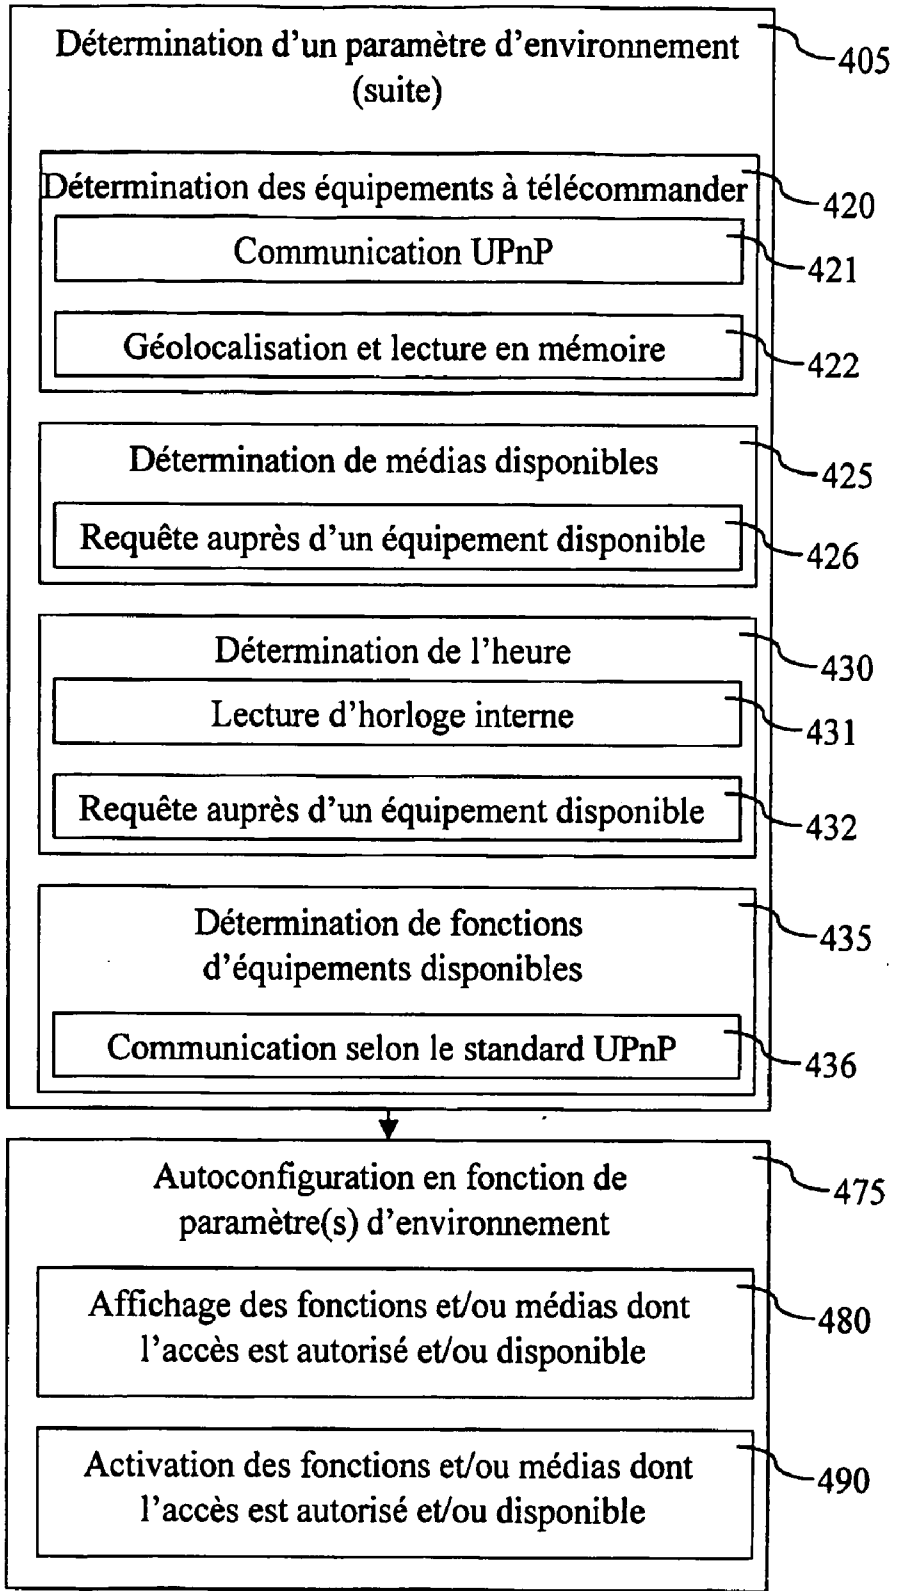 Détermination d'un paramètre d'environnement
(suite)
405
Détermination des équipements à télécommander
420
Communication UPnP
421
Géolocalisation et lecture en mémoire
422
Détermination de médias disponibles
425
Requête auprès d'un équipement disponible
426
Détermination de l'heure
430
Lecture d'horloge interne
431
Requête auprès d'un équipement disponible
432
Détermination de fonctions
d'équipements disponibles
435
Communication selon le standard UPnP
436
Autoconfiguration en fonction de
paramètre(s) d'environnement
475
Affichage des fonctions et/ou médias dont
l'accès est autorisé et/ou disponible
480
Activation des fonctions et/ou médias dont
l'accès est autorisé et/ou disponible
490